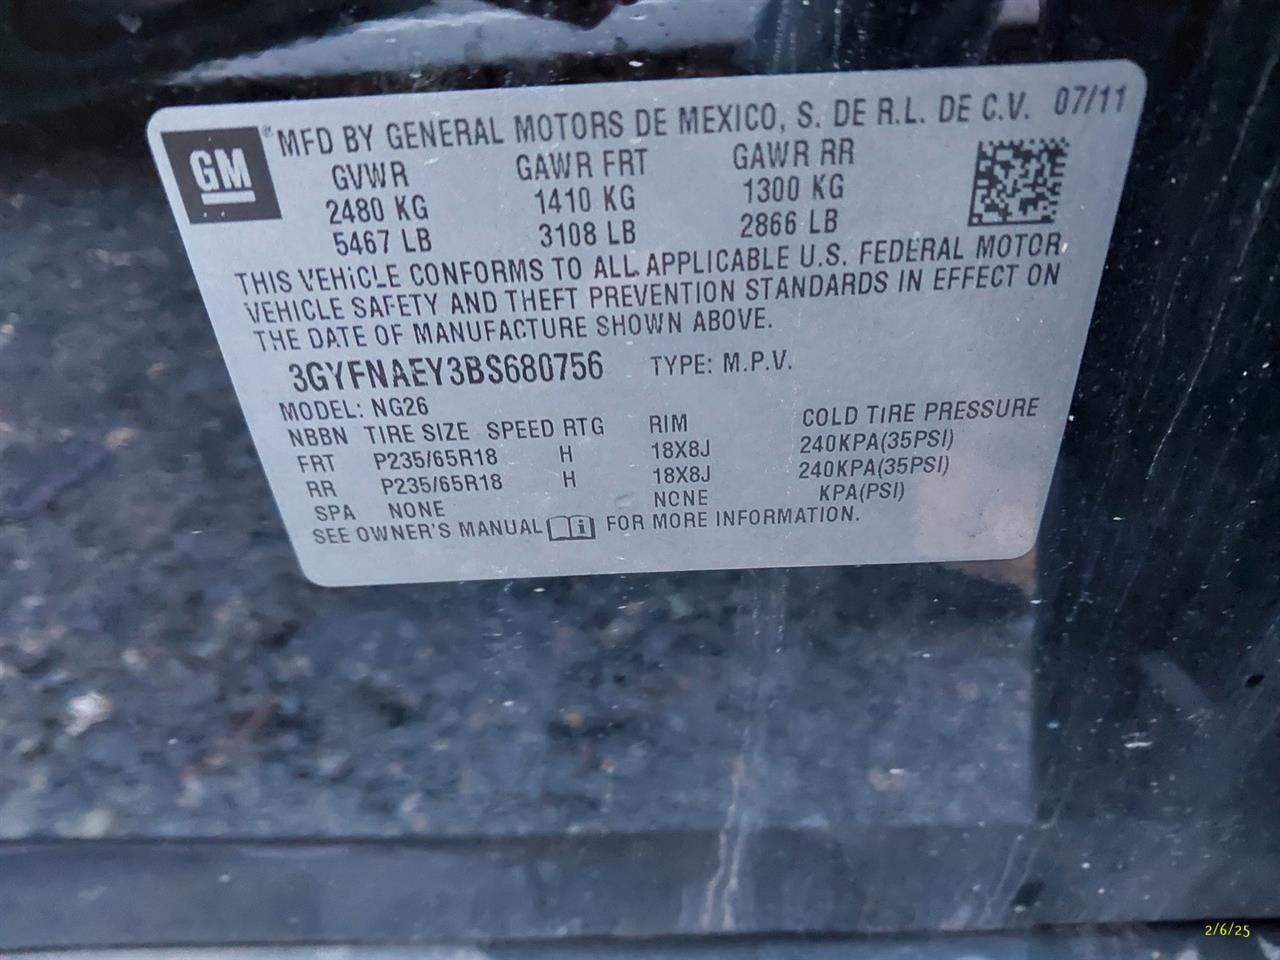 GM
® MFD BY GENERAL MOTORS DE MEXICO, S. DE R.L. DE C.V. 07/11
GVWR GAWR FRT GAWR RR
2480 KG 1410 KG 1300 KG
5467 LB 3108 LB 2866 LB
THIS VEHICLE CONFORMS TO ALL APPLICABLE U.S. FEDERAL MOTOR
VEHICLE SAFETY AND THEFT PREVENTION STANDARDS IN EFFECT ON
THE DATE OF MANUFACTURE SHOWN ABOVE.
3GYFNAEY3BS680756 TYPE: M.P.V.
MODEL: NG26
NBBN TIRE SIZE SPEED RTG RIM COLD TIRE PRESSURE
FRT P235/65R18 H 18X8J 240KPA(35PSI)
RR P235/65R18 H 18X8J 240KPA(35PSI)
SPA NONE NONE KPA(PSI)
SEE OWNER'S MANUAL i FOR MORE INFORMATION.
2/6/25